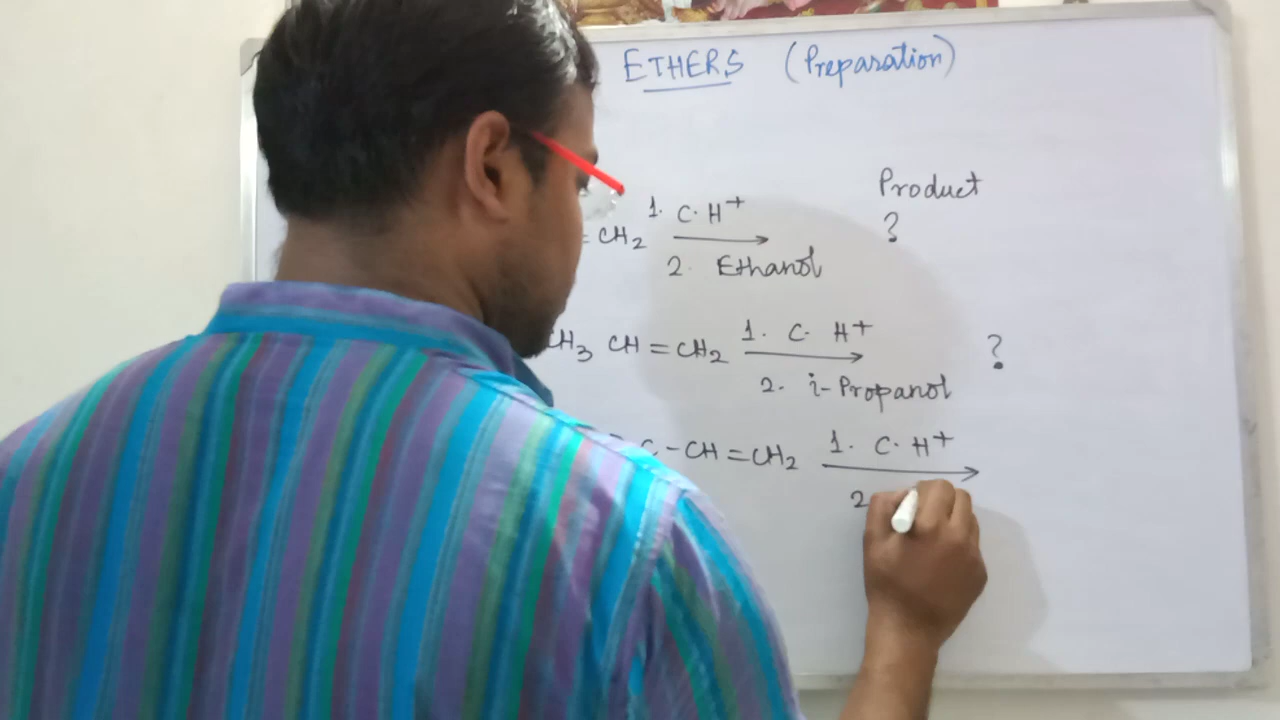 ETHERS (Preparation)
Product
= CH2 1. C. H+ ?
2. Ethanol
CH3 CH = CH2 1. C. H+ ?
2. i-Propanol
C - CH = CH2 1. C. H+
2